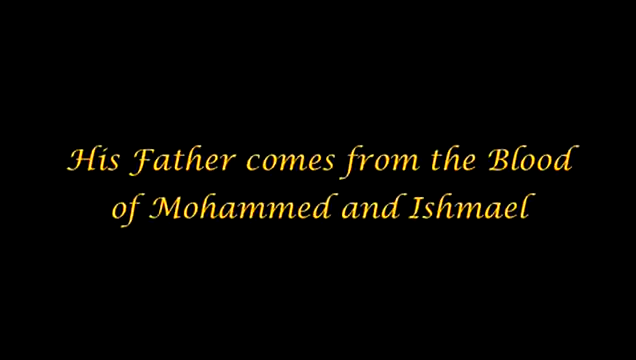 His Father comes from the Blood
of Mohammed and Ishmael